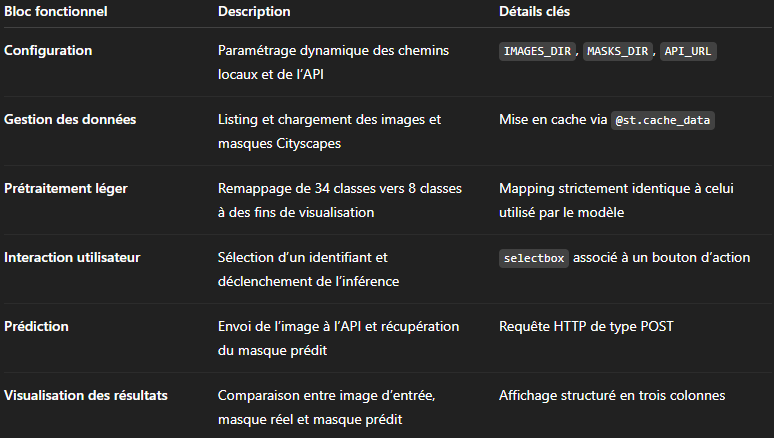 Bloc fonctionnel Description Détails clés
Configuration Paramétrage dynamique des chemins IMAGES_DIR, MASKS_DIR, API_URL
locaux et de l’API
Gestion des données Listing et chargement des images et Mise en cache via @st.cache_data
masques Cityscapes
Prétraitement léger Remappage de 34 classes vers 8 classes Mapping strictement identique à celui
à des fins de visualisation utilisé par le modèle
Interaction utilisateur Sélection d’un identifiant et selectbox associé à un bouton d’action
déclenchement de l’inférence
Prédiction Envoi de l’image à l’API et récupération Requête HTTP de type POST
du masque prédit
Visualisation des résultats Comparaison entre image d’entrée, Affichage structuré en trois colonnes
masque réel et masque prédit